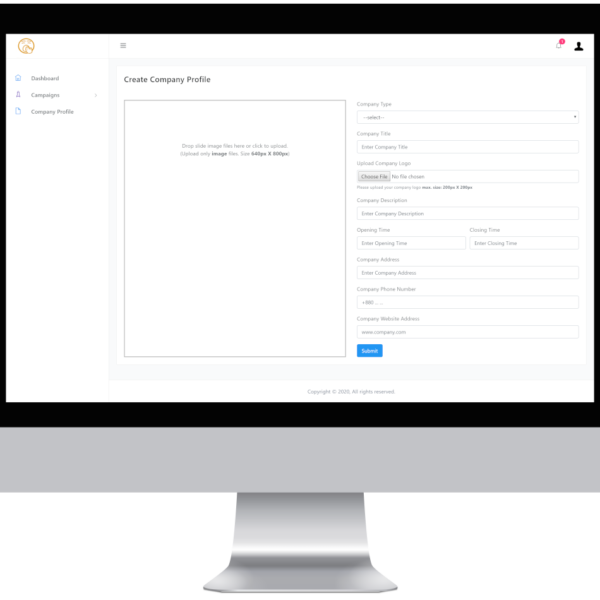 Dashboard
Campaigns
Company Profile
Create Company Profile
Drop slide image files here or click to upload.
(Upload only image files. Size 640px X 800px)
Company Type
--select--
Company Title
Enter Company Title
Upload Company Logo
Choose File No file chosen
Please upload your company logo max. size: 200px X 200px
Company Description
Enter Company Description
Opening Time Closing Time
Enter Opening Time Enter Closing Time
Company Address
Enter Company Address
Company Phone Number
+880......
Company Website Address
www.company.com
Submit
Copyright © 2020, All rights reserved.